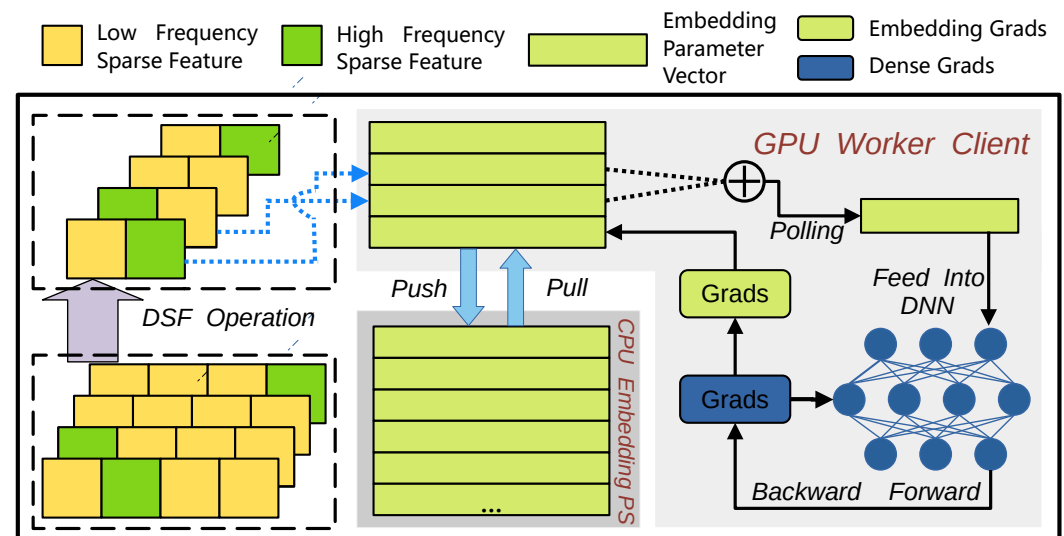 Low Frequency
Sparse Feature
High Frequency
Sparse Feature
Embedding
Parameter
Vector
Embedding Grads
Dense Grads
GPU Worker Client
Polling
Push
Pull
Grads
Feed Into
DNN
DSF Operation
CPU Embedding PS
Grads
Backward Forward
...